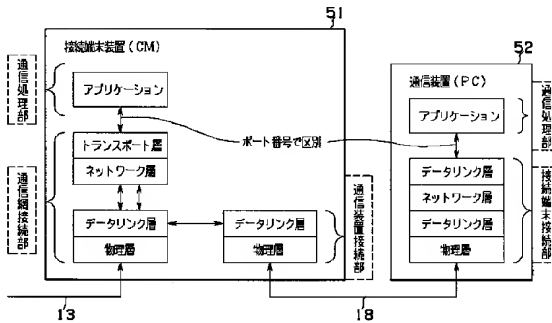 51
接続端末装置(CM)
通信処理部
アプリケーション
トランスポート層
ネットワーク層
通信網接続部
データリンク層
物理層
ポート番号で区別
データリンク層
物理層
通信装置接続部
52
通信装置(PC)
アプリケーション
通信処理部
データリンク層
ネットワーク層
データリンク層
物理層
接続端末接続部
13
18